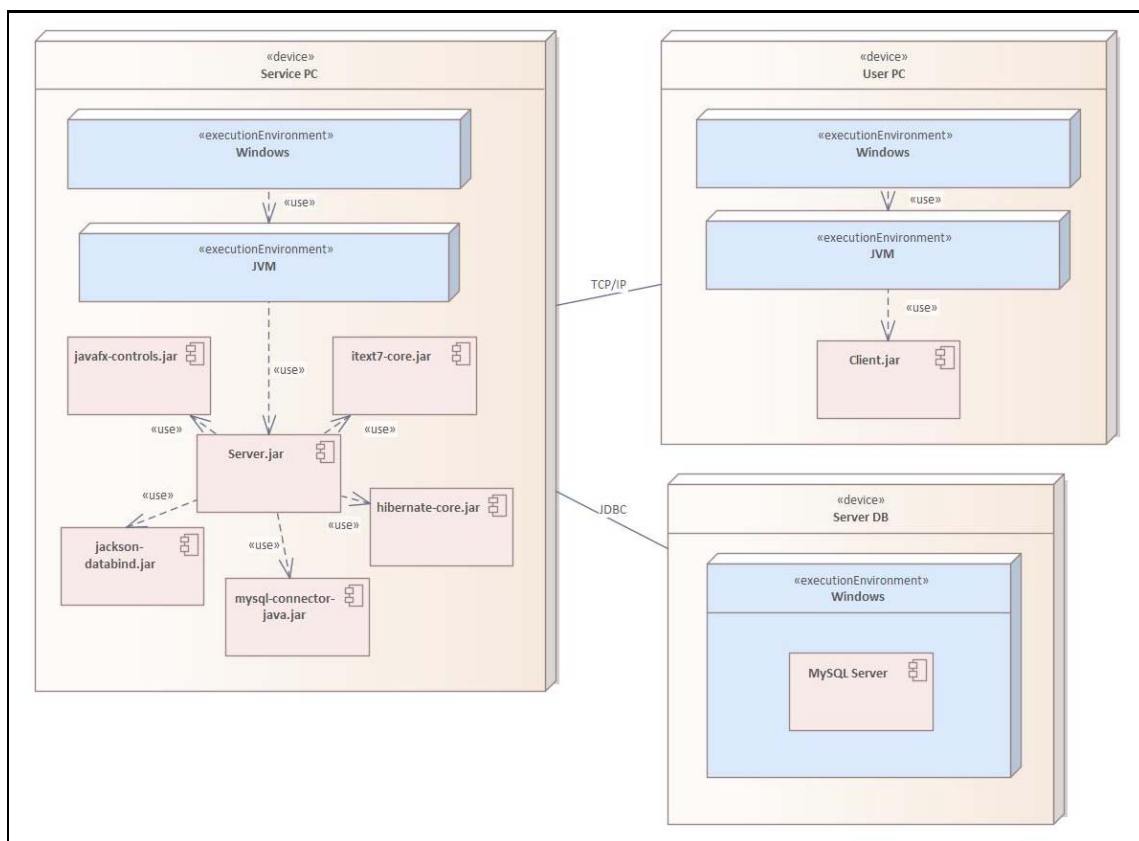 «device»
Service PC
«executionEnvironment»
Windows
«use»
«executionEnvironment»
JVM
«use»
javafx-controls.jar
itext7-core.jar
«use»
«use»
Server.jar
«use»
hibernate-core.jar
«use»
«use»
jackson-
databind.jar
mysql-connector-
java.jar
TCP/IP
JDBC
«device»
User PC
«executionEnvironment»
Windows
«use»
«executionEnvironment»
JVM
«use»
Client.jar
«device»
Server DB
«executionEnvironment»
Windows
MySQL Server